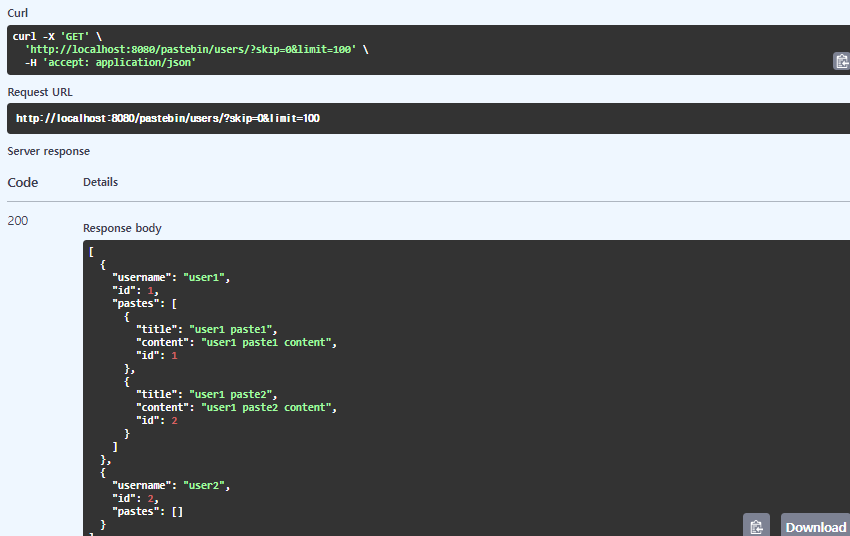 Curl
curl -X 'GET' \
  'http://localhost:8080/pastebin/users/?skip=0&limit=100' \
  -H 'accept: application/json'
Request URL
http://localhost:8080/pastebin/users/?skip=0&limit=100
Server response
Code Details
200
Response body
[
  {
    "username": "user1",
    "id": 1,
    "pastes": [
      {
        "title": "user1 paste1",
        "content": "user1 paste1 content",
        "id": 1
      },
      {
        "title": "user1 paste2",
        "content": "user1 paste2 content",
        "id": 2
      }
    ]
  },
  {
    "username": "user2",
    "id": 2,
    "pastes": []
  }
Download